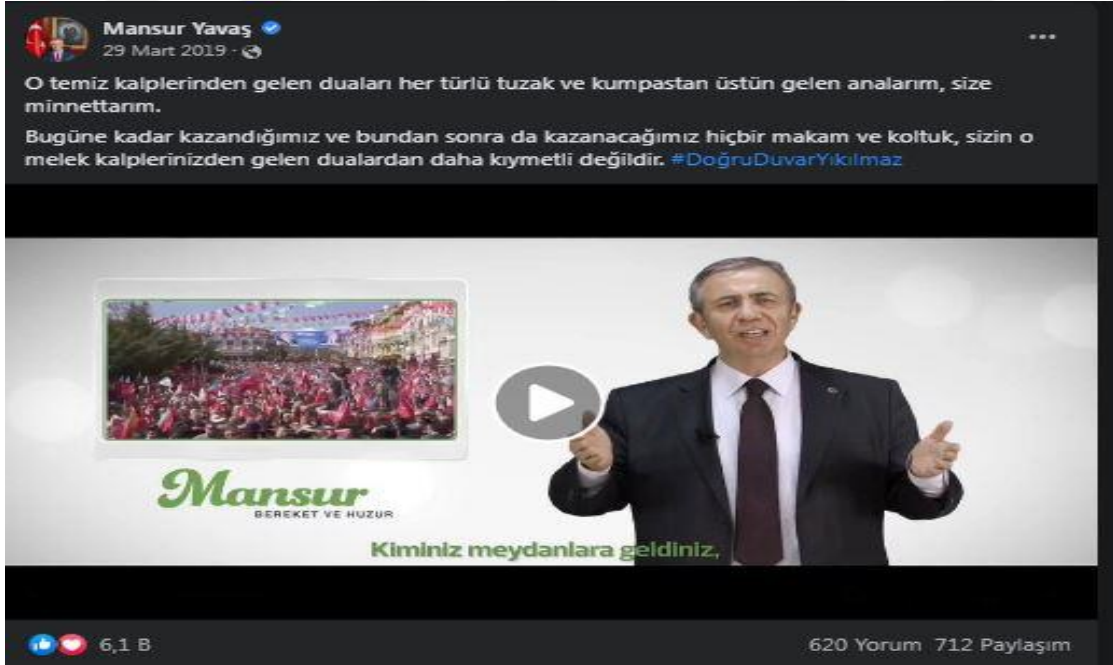 Mansur Yavaş
29 Mart 2019 ·
O temiz kalplerinden gelen duaları her türlü tuzak ve kumpastan üstün gelen analarım, size
minnettarım.
Bugüne kadar kazandığımız ve bundan sonra da kazanacağımız hiçbir makam ve koltuk, sizin o
melek kalplerinizden gelen dualardan daha kıymetli değildir. #DoğruDuvarYıkılmaz
Mansur
BEREKET VE HUZUR
Kiminiz meydanlara geldiniz,
6,1 B
620 Yorum 712 Paylaşım